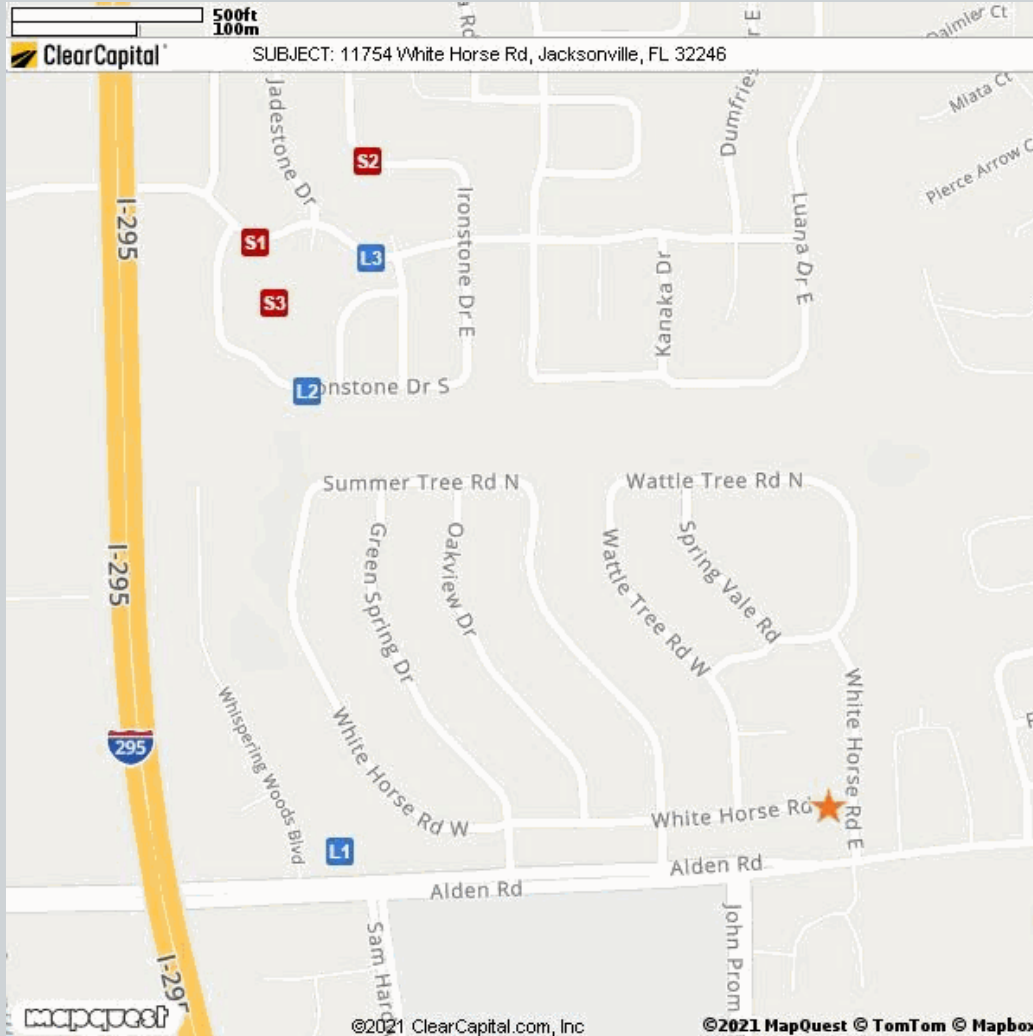 500ft
100m
ClearCapital
SUBJECT: 11754 White Horse Rd, Jacksonville, FL 32246
Rd
r E
Daimler Ct
Miata Ct
Jadestone Dr
Dumfries
S2
Pierce Arrow C
I-295
Ironstone Dr E
Luana Dr E
S1
L3
Kanaka Dr
S3
L2
onstone Dr S
Summer Tree Rd N
Wattle Tree Rd N
I-295
Green Spring Dr
Oakview Dr
Wattle Tree Rd W
Spring Vale Rd
Whispering Woods Blvd
White Horse Rd W
White Horse Rd E
295
White Horse Rd
L1
Alden Rd
Alden Rd
Sam Hard
John Prom
I-295
mapquest
©2021 ClearCapital.com, Inc
©2021 MapQuest © TomTom © Mapbox